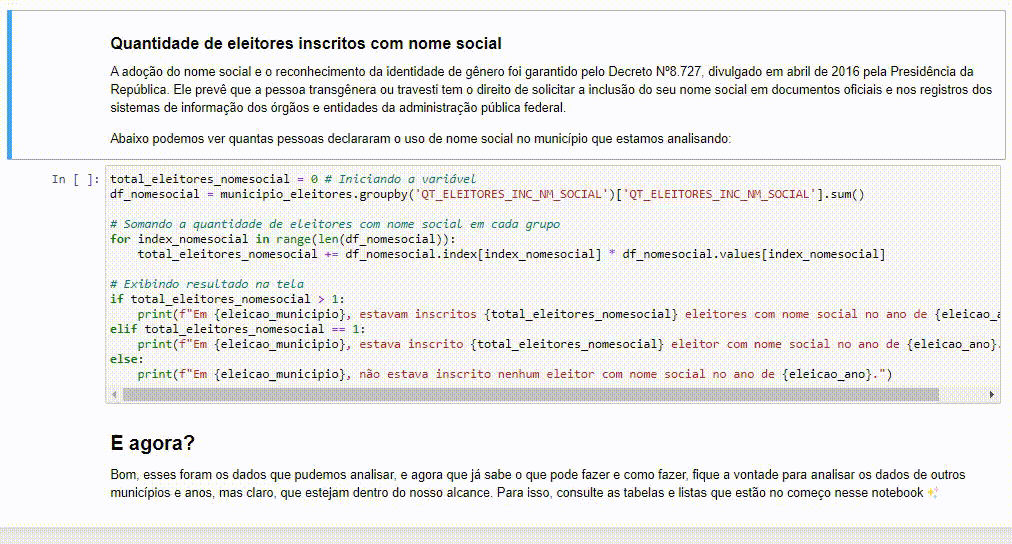 Quantidade de eleitores inscritos com nome social
A adoção do nome social e o reconhecimento da identidade de gênero foi garantido pelo Decreto Nº8.727, divulgado em abril de 2016 pela Presidência da
República. Ele prevê que a pessoa transgênera ou travesti tem o direito de solicitar a inclusão do seu nome social em documentos oficiais e nos registros dos
sistemas de informação dos órgãos e entidades da administração pública federal.
Abaixo podemos ver quantas pessoas declararam o uso de nome social no município que estamos analisando:
In [ ]: total_eleitores_nomesocial = 0 # Iniciando a variável
df_nomesocial = municipio_eleitores.groupby('QT_ELEITORES_INC_NM_SOCIAL')['QT_ELEITORES_INC_NM_SOCIAL'].sum()
# Somando a quantidade de eleitores com nome social em cada grupo
for index_nomesocial in range(len(df_nomesocial)):
    total_eleitores_nomesocial += df_nomesocial.index[index_nomesocial] * df_nomesocial.values[index_nomesocial]
# Exibindo resultado na tela
if total_eleitores_nomesocial > 1:
    print(f"Em {eleicao_municipio}, estavam inscritos {total_eleitores_nomesocial} eleitores com nome social no ano de {eleicao_a
elif total_eleitores_nomesocial == 1:
    print(f"Em {eleicao_municipio}, estava inscrito {total_eleitores_nomesocial} eleitor com nome social no ano de {eleicao_ano}.
else:
    print(f"Em {eleicao_municipio}, não estava inscrito nenhum eleitor com nome social no ano de {eleicao_ano}.")
E agora?
Bom, esses foram os dados que pudemos analisar, e agora que já sabe o que pode fazer e como fazer, fique a vontade para analisar os dados de outros
municípios e anos, mas claro, que estejam dentro do nosso alcance. Para isso, consulte as tabelas e listas que estão no começo nesse notebook ✨